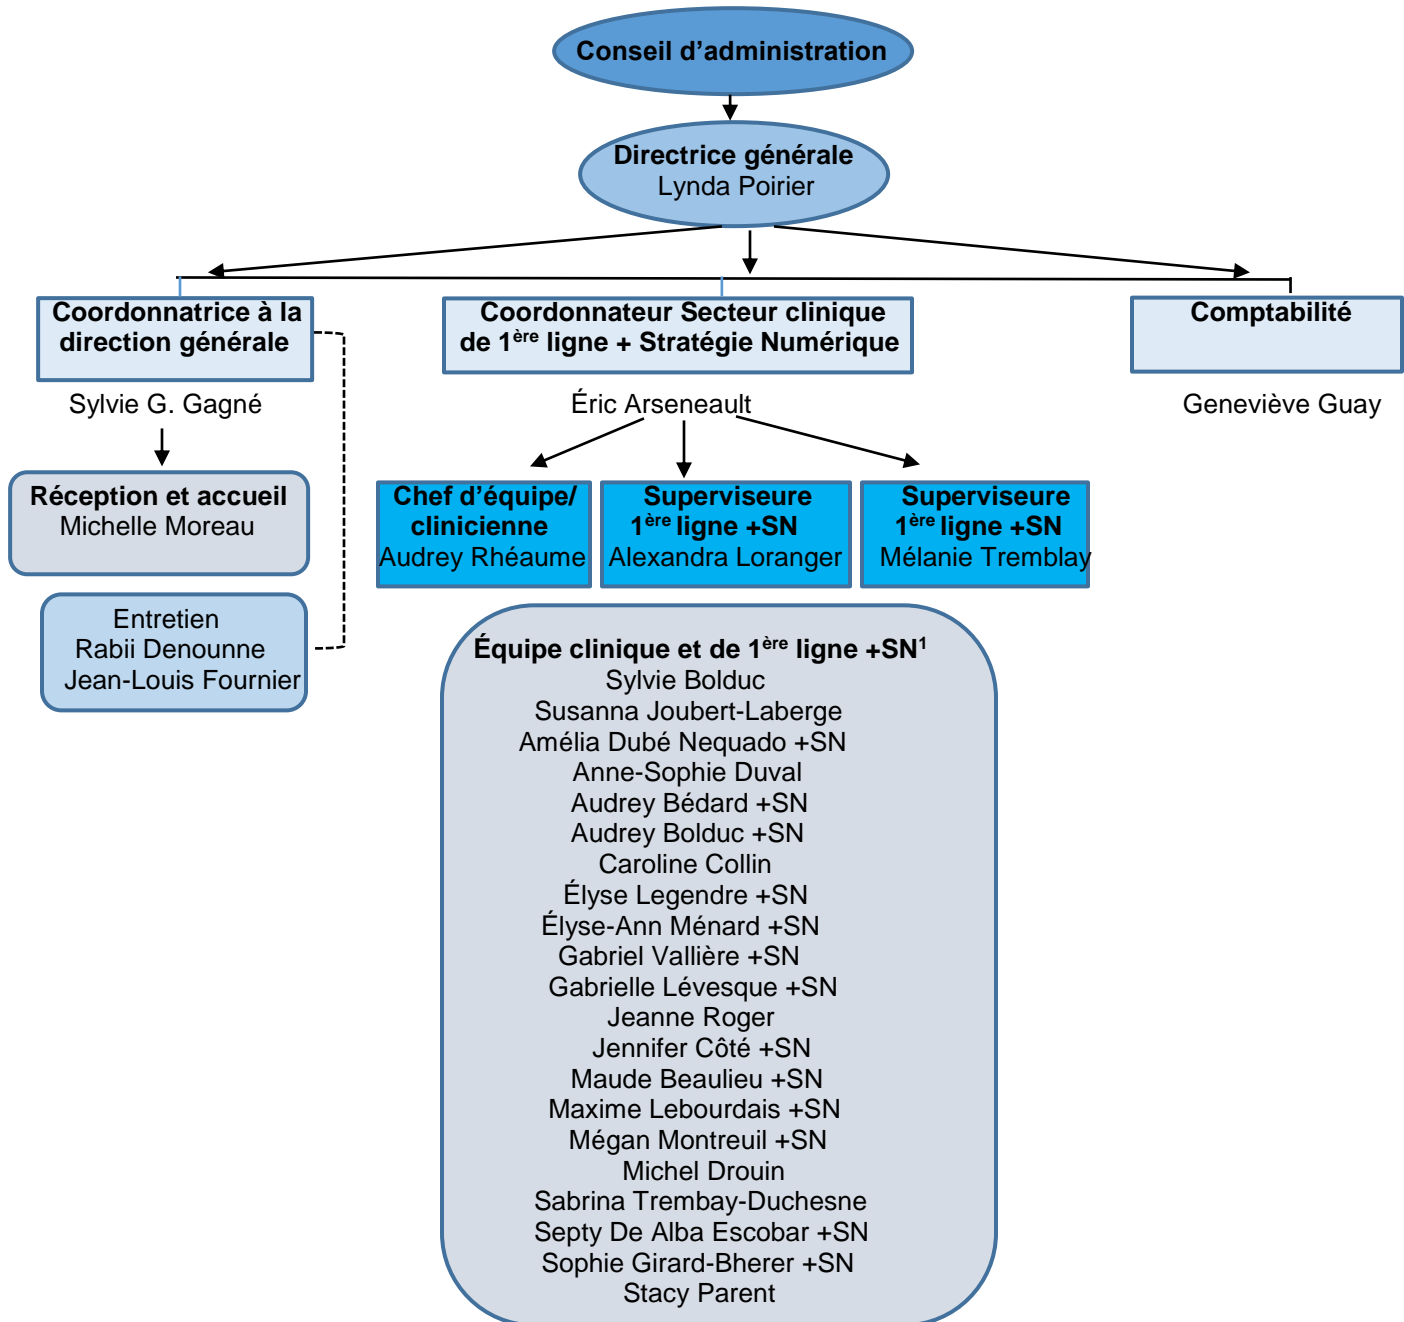 Conseil d'administration
Directrice générale
Lynda Poirier
Coordonnatrice à la
direction générale
Sylvie G. Gagné
Coordonnateur Secteur clinique
de 1ère ligne + Stratégie Numérique
Éric Arseneault
Comptabilité
Geneviève Guay
Réception et accueil
Michelle Moreau
Entretien
Rabii Denounne
Jean-Louis Fournier
Chef d'équipe/
clinicienne
Audrey Rhéaume
Superviseure
1ère ligne +SN
Alexandra Loranger
Superviseure
1ère ligne +SN
Mélanie Tremblay
Équipe clinique et de 1ère ligne +SN¹
Sylvie Bolduc
Susanna Joubert-Laberge
Amélia Dubé Nequado +SN
Anne-Sophie Duval
Audrey Bédard +SN
Audrey Bolduc +SN
Caroline Collin
Élyse Legendre +SN
Élyse-Ann Ménard +SN
Gabriel Vallière +SN
Gabrielle Lévesque +SN
Jeanne Roger
Jennifer Côté +SN
Maude Beaulieu +SN
Maxime Lebourdais +SN
Mégan Montreuil +SN
Michel Drouin
Sabrina Trembay-Duchesne
Septy De Alba Escobar +SN
Sophie Girard-Bherer +SN
Stacy Parent